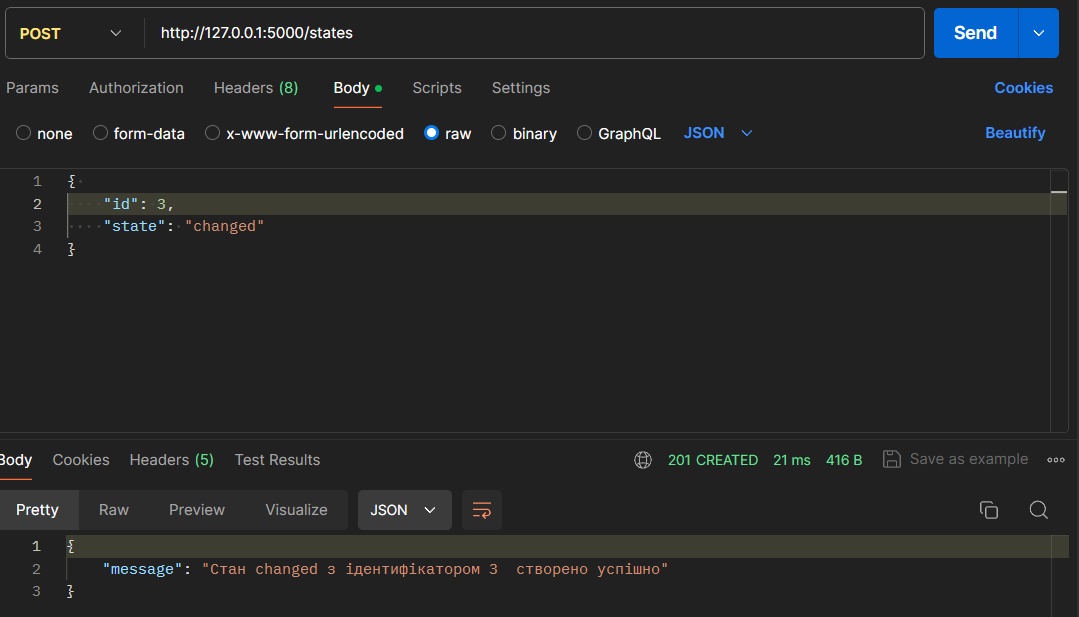 POST http://127.0.0.1:5000/states Send
Params Authorization Headers (8) Body Scripts Settings Cookies
none form-data x-www-form-urlencoded raw binary GraphQL JSON Beautify
1 {
2 "id": 3,
3 "state": "changed"
4 }
Body Cookies Headers (5) Test Results 201 CREATED 21 ms 416 B Save as example
Pretty Raw Preview Visualize JSON
1 {
2 "message": "Стан changed з ідентифікатором 3  створено успішно"
3 }